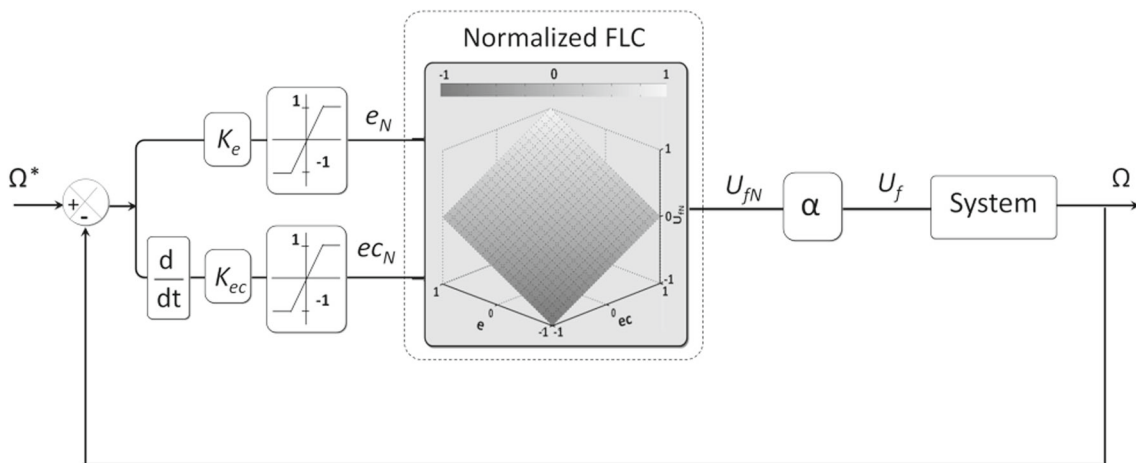 Normalized FLC
-1 0 1
Ω*
+
-
K_e
1
-1
e_N
d
dt
K_ec
1
-1
ec_N
1
0
-1
U_fN
1
0
-1
e
-1
0
1
ec
U_fN
α
U_f
System
Ω